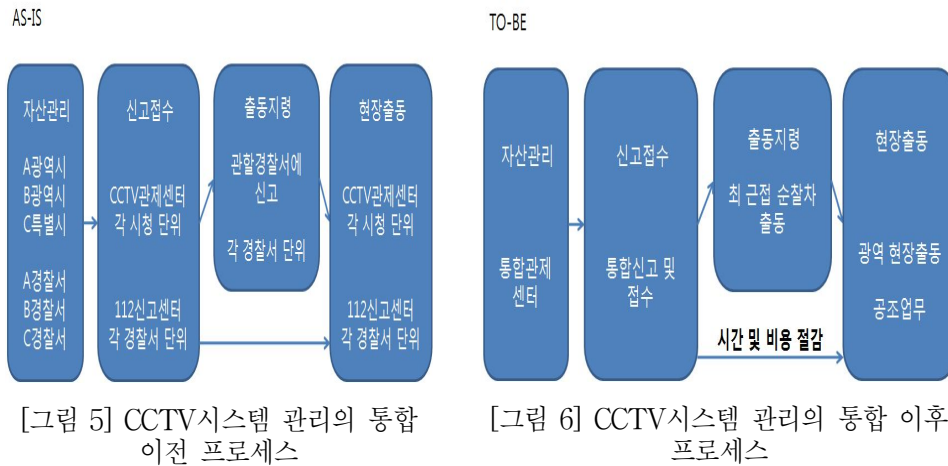 AS-IS
자산관리
A광역시
B광역시
C특별시
A경찰서
B경찰서
C경찰서
신고접수
CCTV관제센터
각 시청 단위
112신고센터
각 경찰서 단위
출동지령
관할경찰서에
신고
각 경찰서 단위
현장출동
CCTV관제센터
각 시청 단위
112신고센터
각 경찰서 단위
[그림 5] CCTV시스템 관리의 통합
이전 프로세스
TO-BE
자산관리
통합관제
센터
신고접수
통합신고 및
접수
출동지령
최 근접 순찰차
출동
현장출동
광역 현장출동
공조업무
시간 및 비용 절감
[그림 6] CCTV시스템 관리의 통합 이후
프로세스